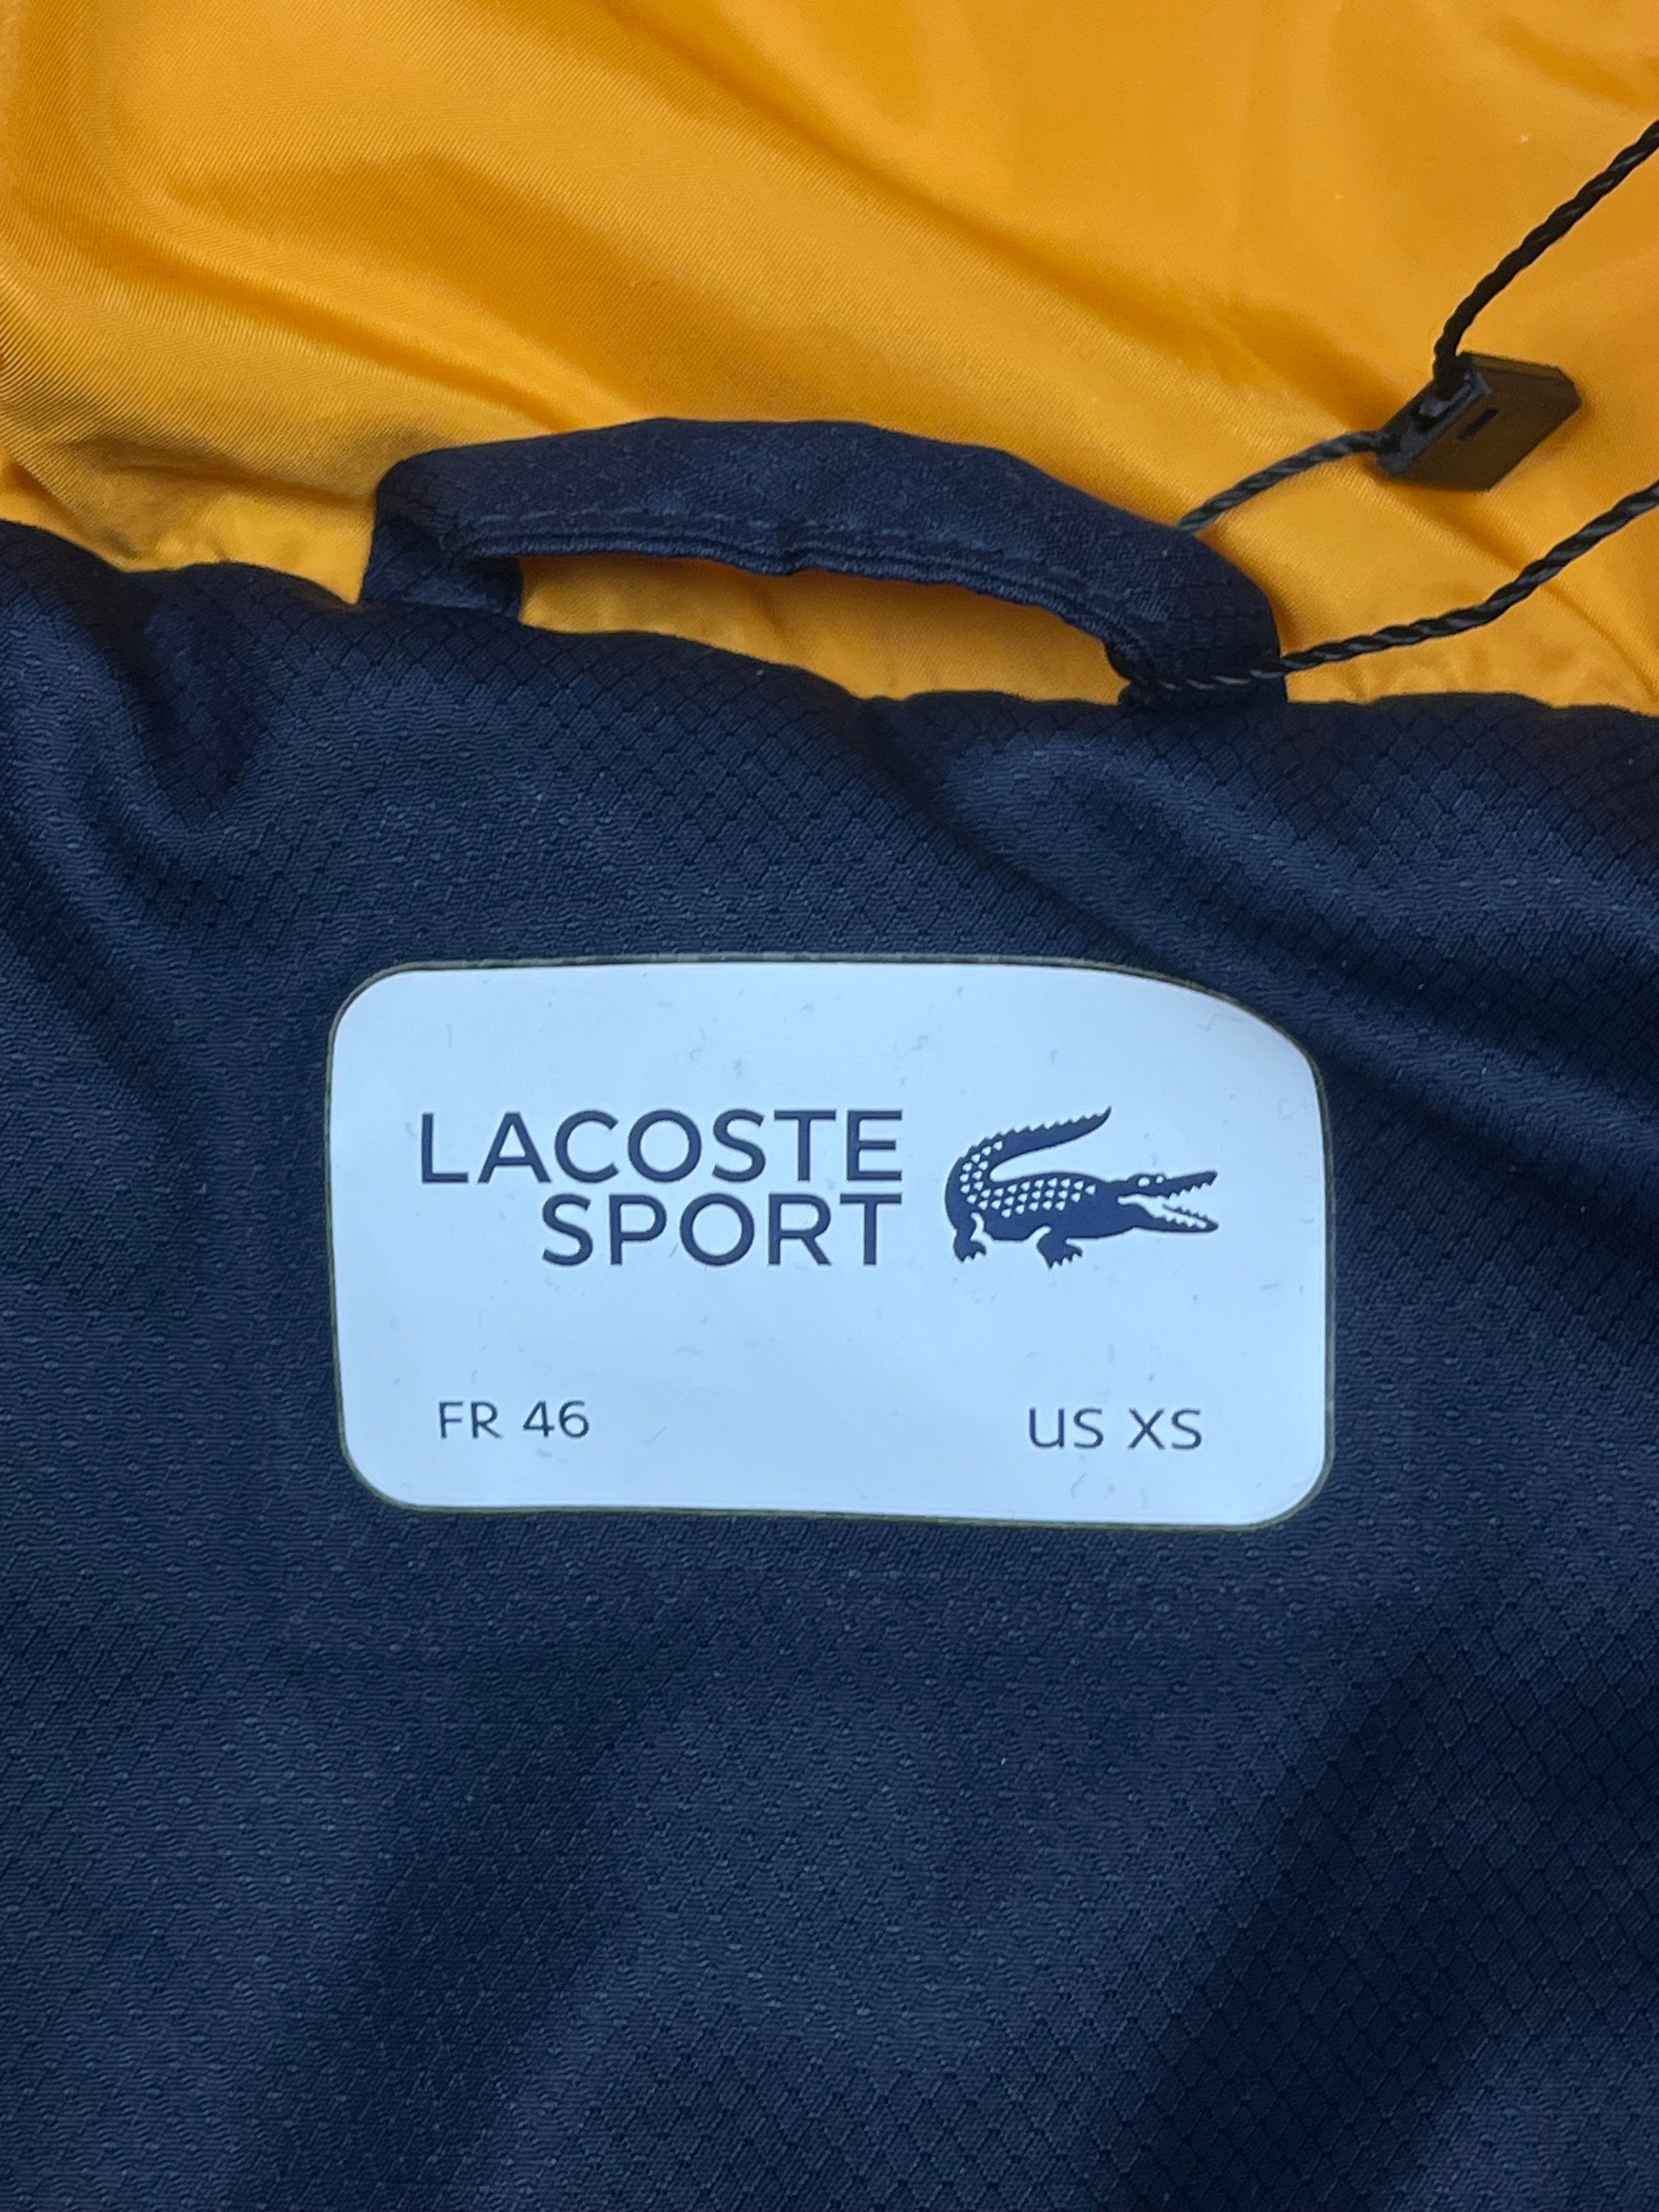 LACOSTE
SPORT
FR 46
US XS